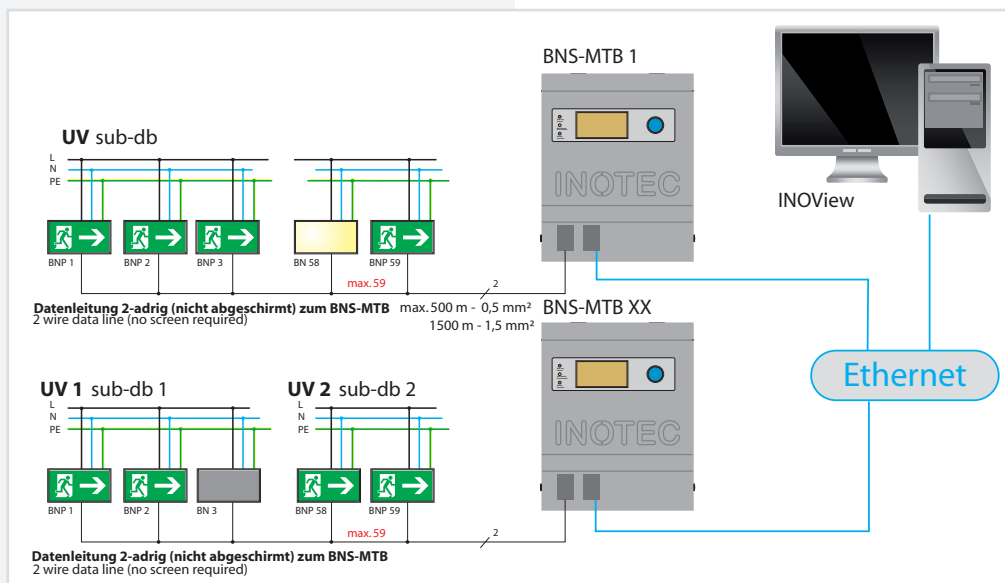 BNS-MTB 1
UV sub-db
L
N
PE
INOTEC
INOView
BNP 1
BNP 2
BNP 3
BN 58
BNP 59
max.59
2
Datenleitung 2-adrig (nicht abgeschirmt) zum BNS-MTB
2 wire data line (no screen required)
max. 500 m - 0,5 mm²
1500 m - 1,5 mm²
BNS-MTB XX
Ethernet
UV 1 sub-db 1
UV 2 sub-db 2
L
N
PE
INOTEC
BNP 1
BNP 2
BN 3
BNP 58
BNP 59
max.59
2
Datenleitung 2-adrig (nicht abgeschirmt) zum BNS-MTB
2 wire data line (no screen required)